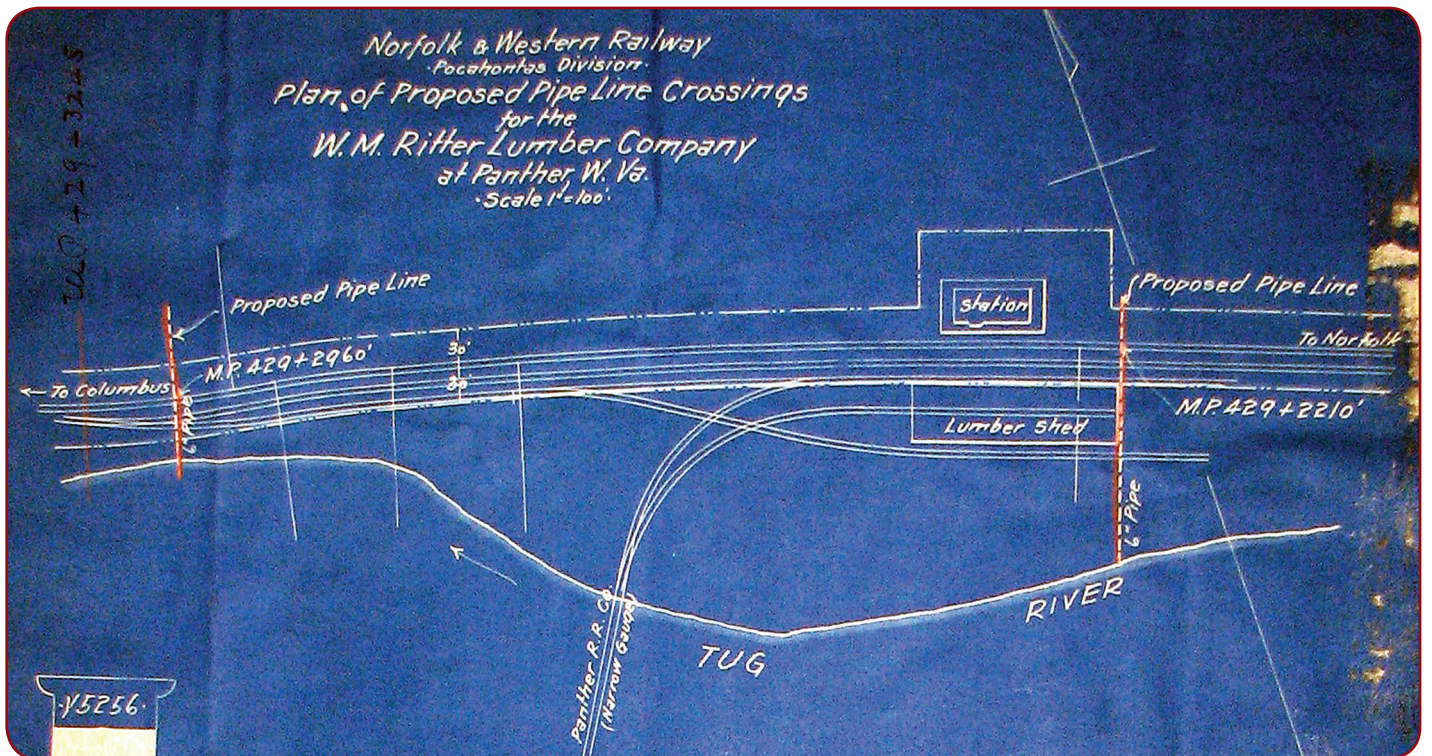 Norfolk & Western Railway
·Pocahontas Division·
Plan of Proposed Pipe Line Crossings
for the
W.M. Ritter Lumber Company
at Panther, W. Va.
·Scale 1"=100'·
429+32
Proposed Pipe Line
Proposed Pipe Line
Station
To Norfolk
M.P. 429+2960'
30'
30'
To Columbus
6" Pipe
M.P. 429+2210'
Lumber Shed
6" Pipe
RIVER
TUG
Panther R.R. Co.
(Narrow Gauge)
·Y5256·